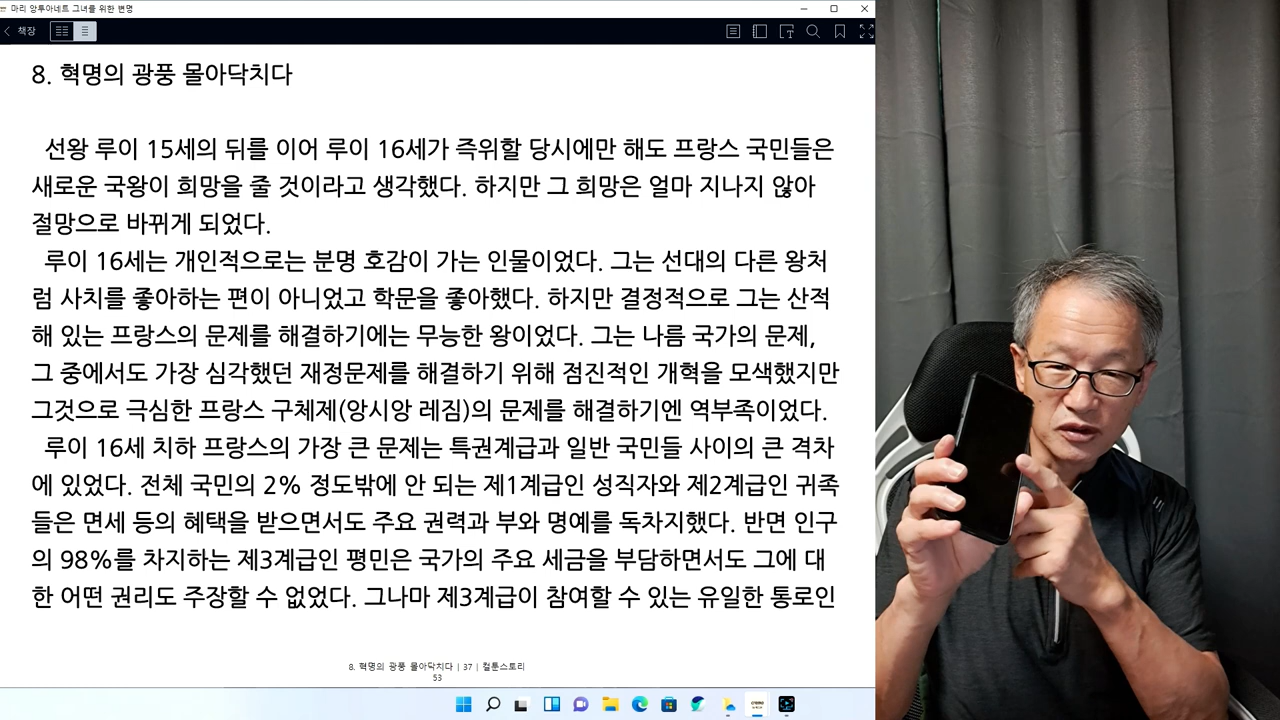 마리 앙투아네트 그녀를 위한 변명
책장
8. 혁명의 광풍 몰아닥치다
선왕 루이 15세의 뒤를 이어 루이 16세가 즉위할 당시에만 해도 프랑스 국민들은
새로운 국왕이 희망을 줄 것이라고 생각했다. 하지만 그 희망은 얼마 지나지 않아
절망으로 바뀌게 되었다.
루이 16세는 개인적으로는 분명 호감이 가는 인물이었다. 그는 선대의 다른 왕처
럼 사치를 좋아하는 편이 아니었고 학문을 좋아했다. 하지만 결정적으로 그는 산적
해 있는 프랑스의 문제를 해결하기에는 무능한 왕이었다. 그는 나름 국가의 문제,
그 중에서도 가장 심각했던 재정문제를 해결하기 위해 점진적인 개혁을 모색했지만
그것으로 극심한 프랑스 구체제(앙시앙 레짐)의 문제를 해결하기엔 역부족이었다.
루이 16세 치하 프랑스의 가장 큰 문제는 특권계급과 일반 국민들 사이의 큰 격차
에 있었다. 전체 국민의 2% 정도밖에 안 되는 제1계급인 성직자와 제2계급인 귀족
들은 면세 등의 혜택을 받으면서도 주요 권력과 부와 명예를 독차지했다. 반면 인구
의 98%를 차지하는 제3계급인 평민은 국가의 주요 세금을 부담하면서도 그에 대
한 어떤 권리도 주장할 수 없었다. 그나마 제3계급이 참여할 수 있는 유일한 통로인
8. 혁명의 광풍 몰아닥치다 | 37 | 컬툰스토리
53